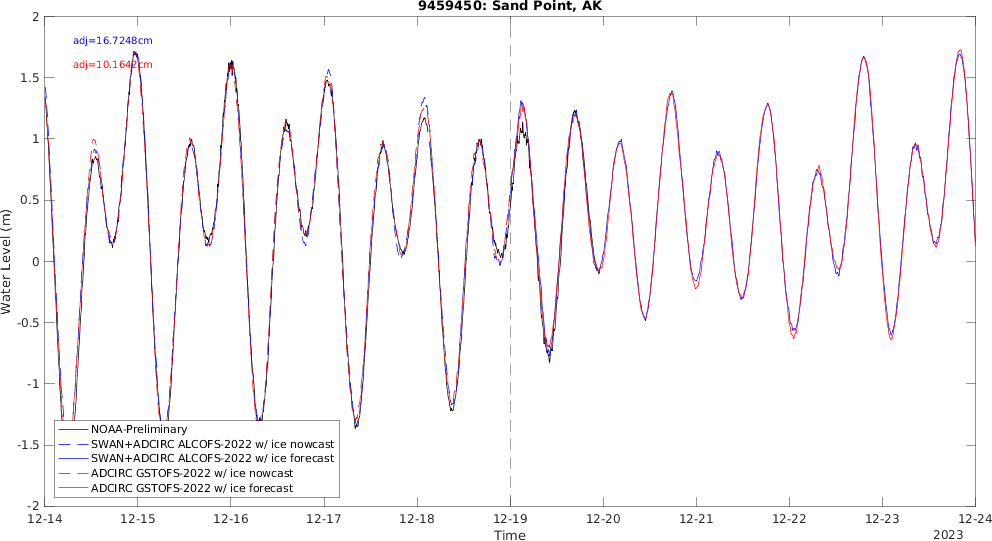 9459450: Sand Point, AK
adj=16.7248cm
adj=10.1642cm
2
1.5
1
0.5
0
-0.5
-1
-1.5
-2
Water Level (m)
NOAA-Preliminary
SWAN+ADCIRC ALCOFS-2022 w/ ice nowcast
SWAN+ADCIRC ALCOFS-2022 w/ ice forecast
ADCIRC GSTOFS-2022 w/ ice nowcast
ADCIRC GSTOFS-2022 w/ ice forecast
12-14 12-15 12-16 12-17 12-18 12-19 12-20 12-21 12-22 12-23 12-24
Time
2023